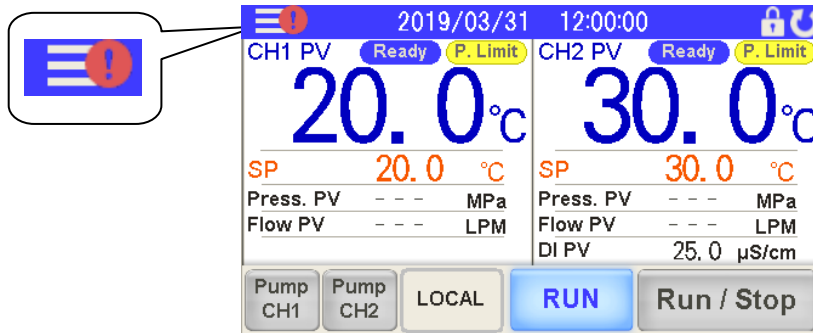 2019/03/31 12:00:00
CH1 PV Ready P. Limit
20.0 °C
SP 20.0 °C
Press. PV - - - MPa
Flow PV - - - LPM
CH2 PV Ready P. Limit
30.0 °C
SP 30.0 °C
Press. PV - - - MPa
Flow PV - - - LPM
DI PV 25.0 µS/cm
Pump CH1
Pump CH2
LOCAL
RUN
Run / Stop